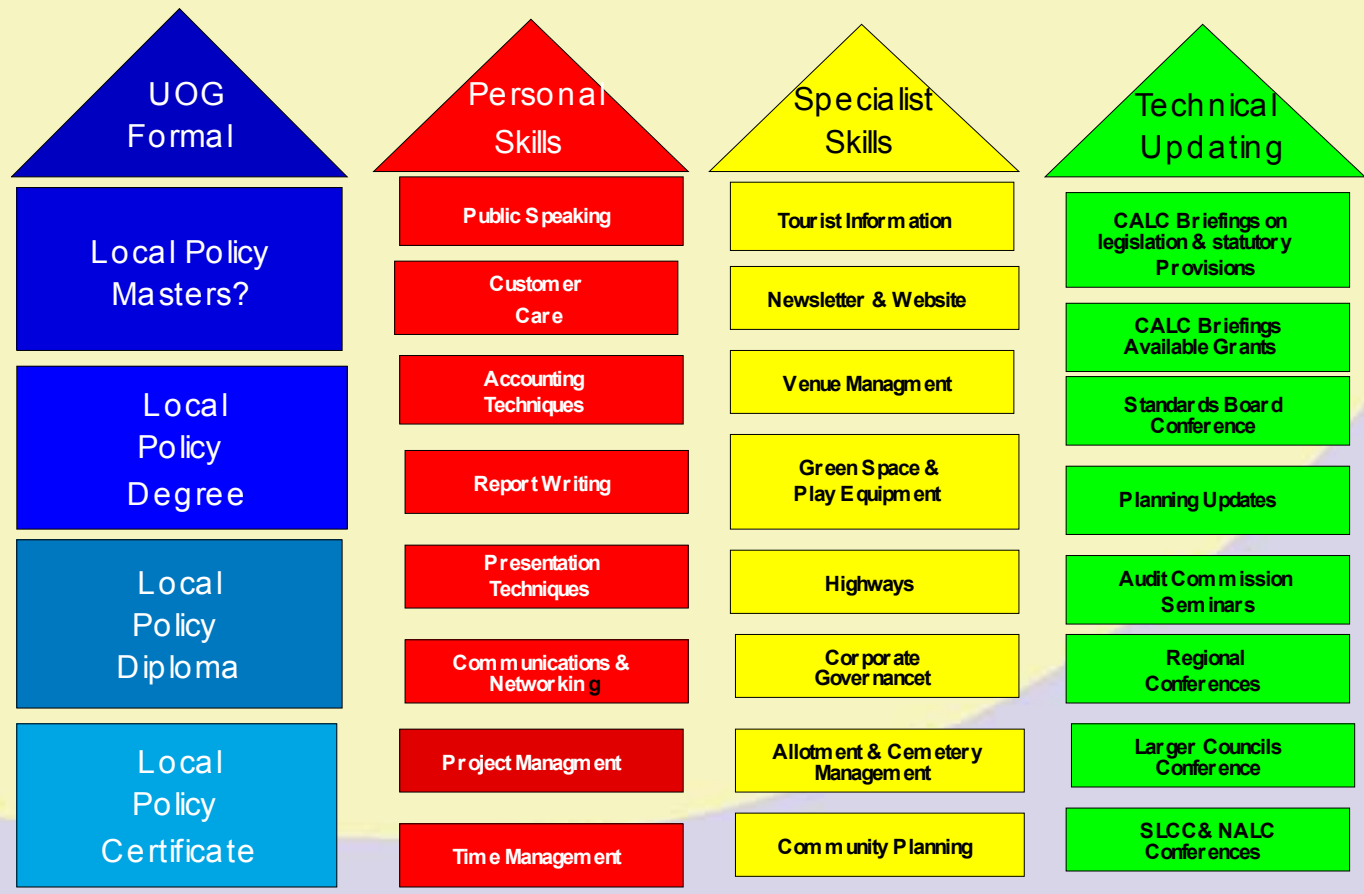 UOG
Formal
Local Policy
Masters?
Local
Policy
Degree
Local
Policy
Diploma
Local
Policy
Certificate
Personal
Skills
Public Speaking
Customer
Care
Accounting
Techniques
Report Writing
Presentation
Techniques
Communications &
Networking
Project Managment
Time Management
Specialist
Skills
Tourist Information
Newsletter & Website
Venue Managment
Green Space &
Play Equipment
Highways
Corporate
Governancet
Allotment & Cemetery
Management
Community Planning
Technical
Updating
CALC Briefings on
legislation & statutory
Provisions
CALC Briefings
Available Grants
Standards Board
Conference
Planning Updates
Audit Commission
Seminars
Regional
Conferences
Larger Councils
Conference
SLCC& NALC
Conferences